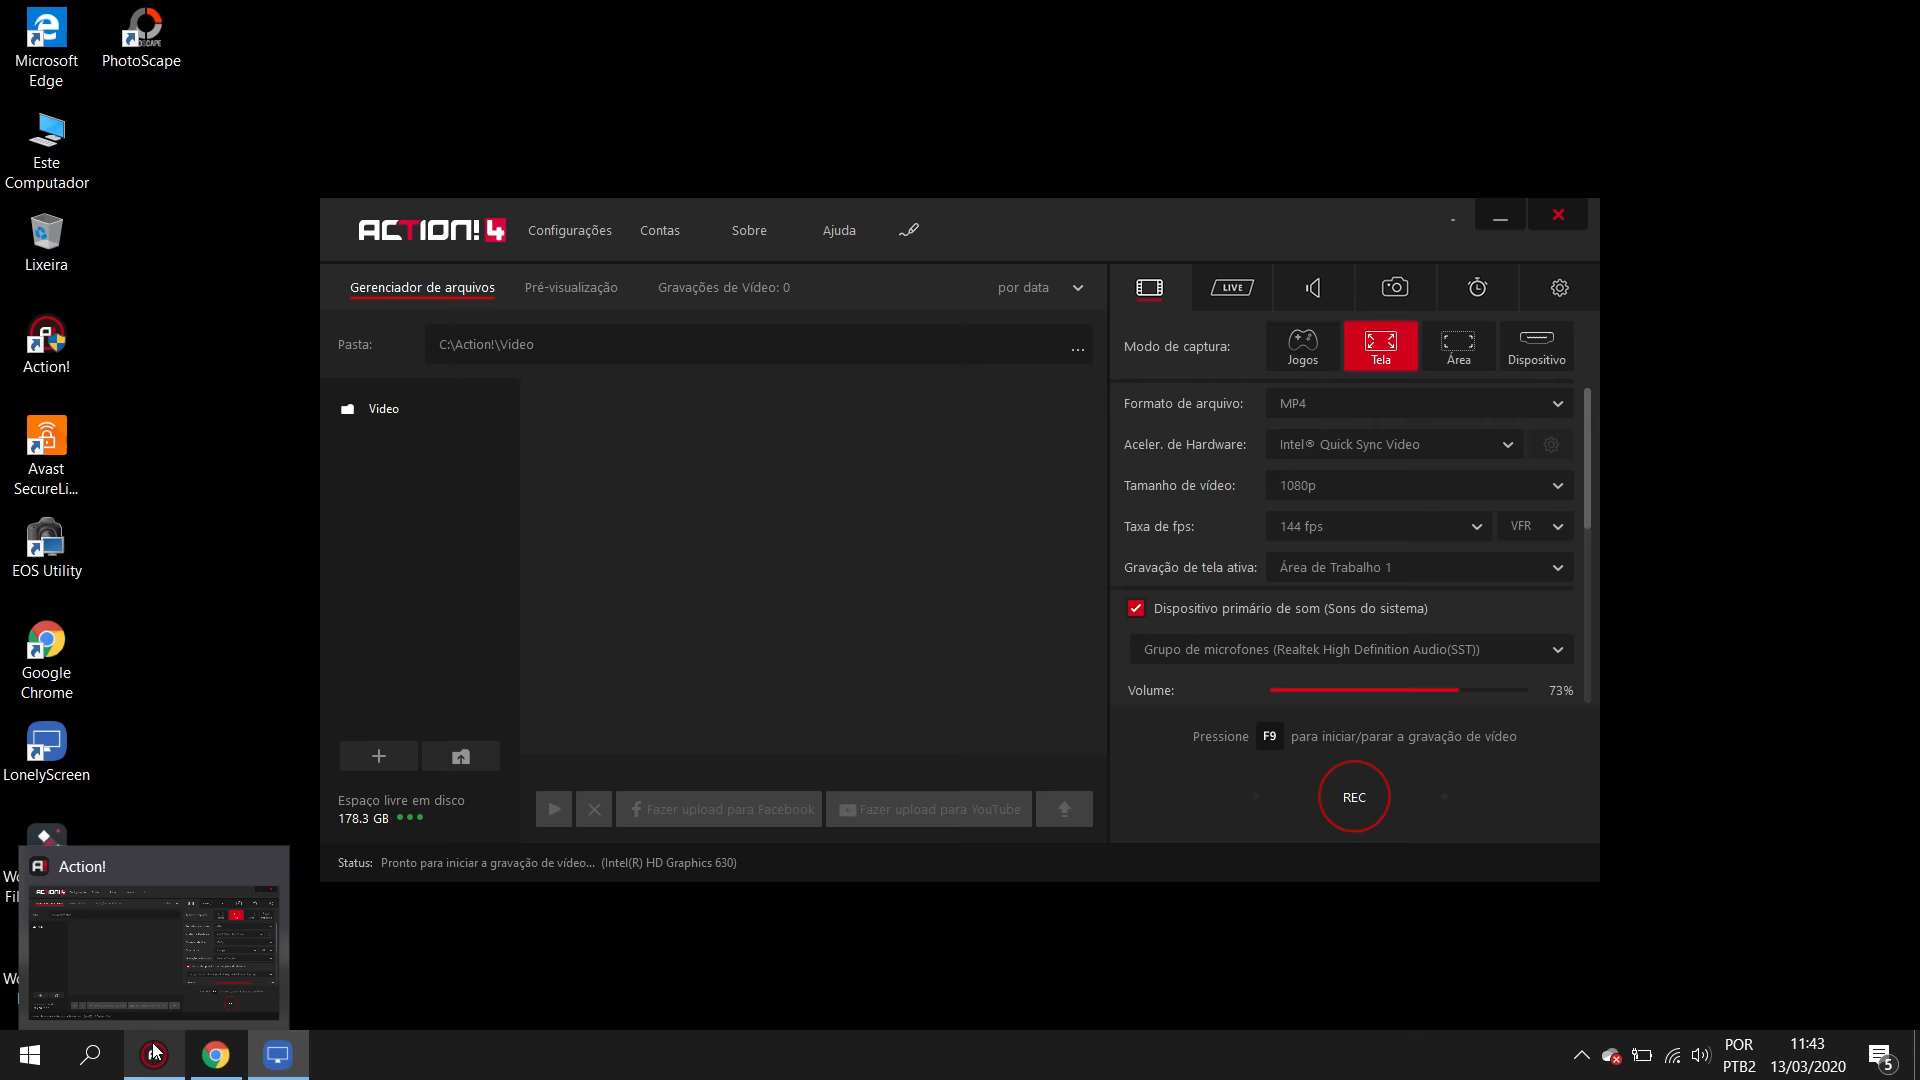 Microsoft
Edge
PhotoScape
Este
Computador
Lixeira
Action!
Avast
SecureLi...
EOS Utility
Google
Chrome
LonelyScreen
ACTION! 4
Configurações
Contas
Sobre
Ajuda
Gerenciador de arquivos
Pré-visualização
Gravações de Vídeo: 0
por data
LIVE
Pasta:
C:\Action!\Video
...
Video
Modo de captura:
Jogos
Tela
Área
Dispositivo
Formato de arquivo:
MP4
Aceler. de Hardware:
Intel® Quick Sync Video
Tamanho de vídeo:
1080p
Taxa de fps:
144 fps
VFR
Gravação de tela ativa:
Área de Trabalho 1
Dispositivo primário de som (Sons do sistema)
Grupo de microfones (Realtek High Definition Audio(SST))
Volume:
73%
Pressione F9 para iniciar/parar a gravação de vídeo
REC
Espaço livre em disco
178.3 GB
Fazer upload para Facebook
Fazer upload para YouTube
Status: Pronto para iniciar a gravação de vídeo... (Intel(R) HD Graphics 630)
Action!
POR
PTB2
11:43
13/03/2020
5